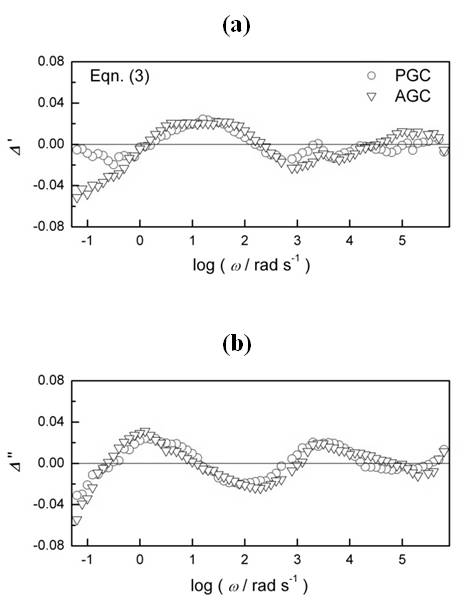 (a)
0.08
Eqn. (3)
PGC
AGC
0.04
Δ'
0.00
-0.04
-0.08
-1 0 1 2 3 4 5
log ( ω / rad s⁻¹ )
(b)
0.08
0.04
Δ"
0.00
-0.04
-0.08
-1 0 1 2 3 4 5
log ( ω / rad s⁻¹ )